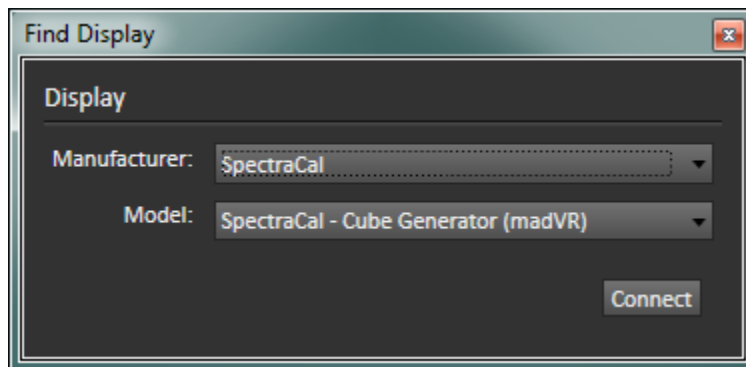 Find Display
Display
Manufacturer: SpectraCal
Model: SpectraCal - Cube Generator (madVR)
Connect